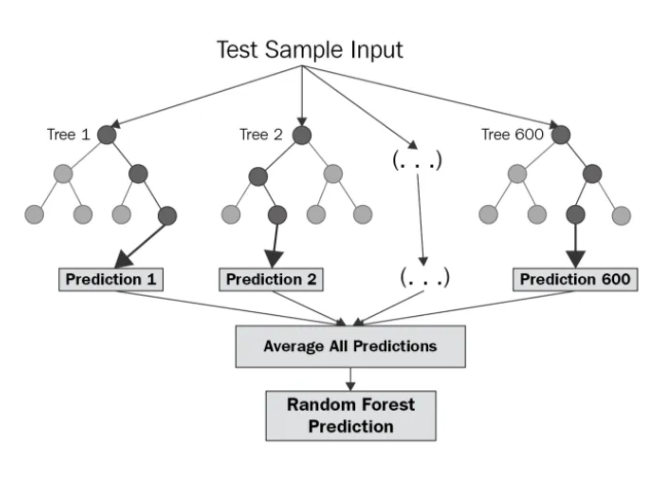 Test Sample Input
Tree 1
Tree 2
(. . .)
Tree 600
Prediction 1
Prediction 2
(. . .)
Prediction 600
Average All Predictions
Random Forest
Prediction